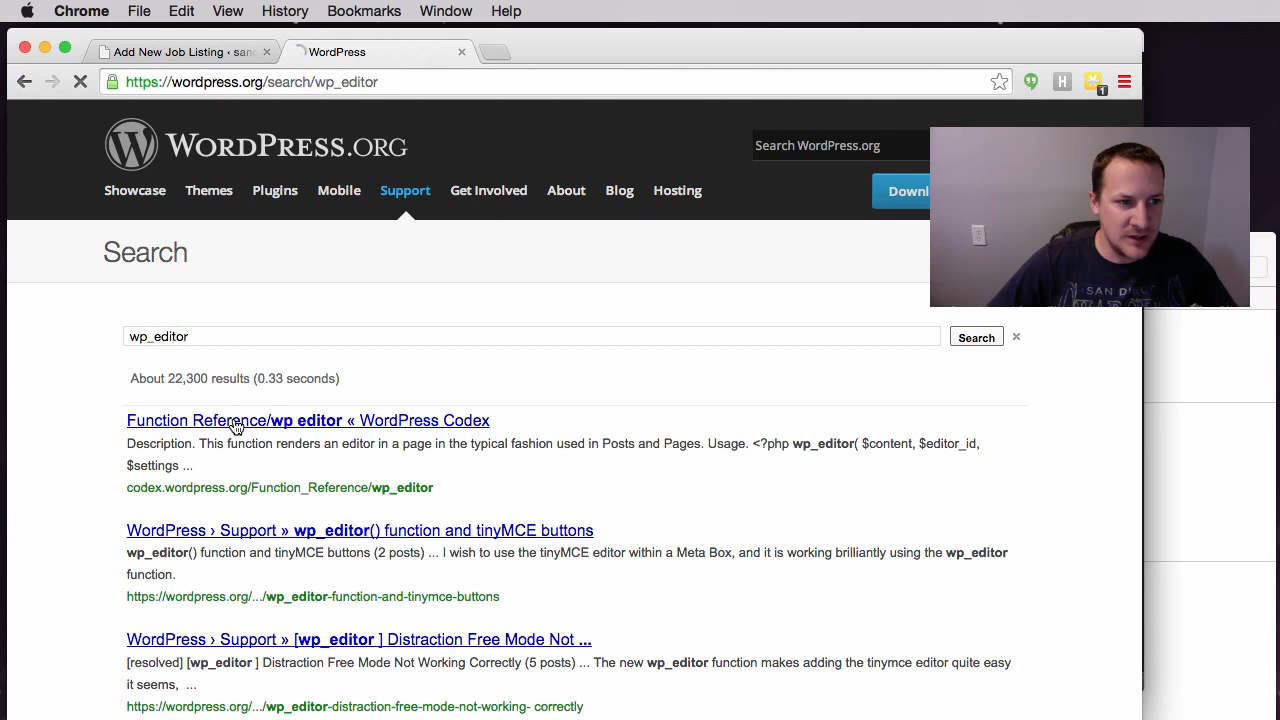 Chrome File Edit View History Bookmarks Window Help
Add New Job Listing ‹ sand
WordPress
https://wordpress.org/search/wp_editor
H
1
WORDPRESS.ORG
Search WordPress.org
Showcase Themes Plugins Mobile Support Get Involved About Blog Hosting
Downl
Search
SAN DIEGO
wp_editor
Search
About 22,300 results (0.33 seconds)
Function Reference/wp editor « WordPress Codex
Description. This function renders an editor in a page in the typical fashion used in Posts and Pages. Usage. <?php wp_editor( $content, $editor_id,
$settings ...
codex.wordpress.org/Function_Reference/wp_editor
WordPress › Support » wp_editor() function and tinyMCE buttons
wp_editor() function and tinyMCE buttons (2 posts) ... I wish to use the tinyMCE editor within a Meta Box, and it is working brilliantly using the wp_editor
function.
https://wordpress.org/.../wp_editor-function-and-tinymce-buttons
WordPress › Support » [wp_editor ] Distraction Free Mode Not ...
[resolved] [wp_editor ] Distraction Free Mode Not Working Correctly (5 posts) ... The new wp_editor function makes adding the tinymce editor quite easy
it seems, ...
https://wordpress.org/.../wp_editor-distraction-free-mode-not-working- correctly